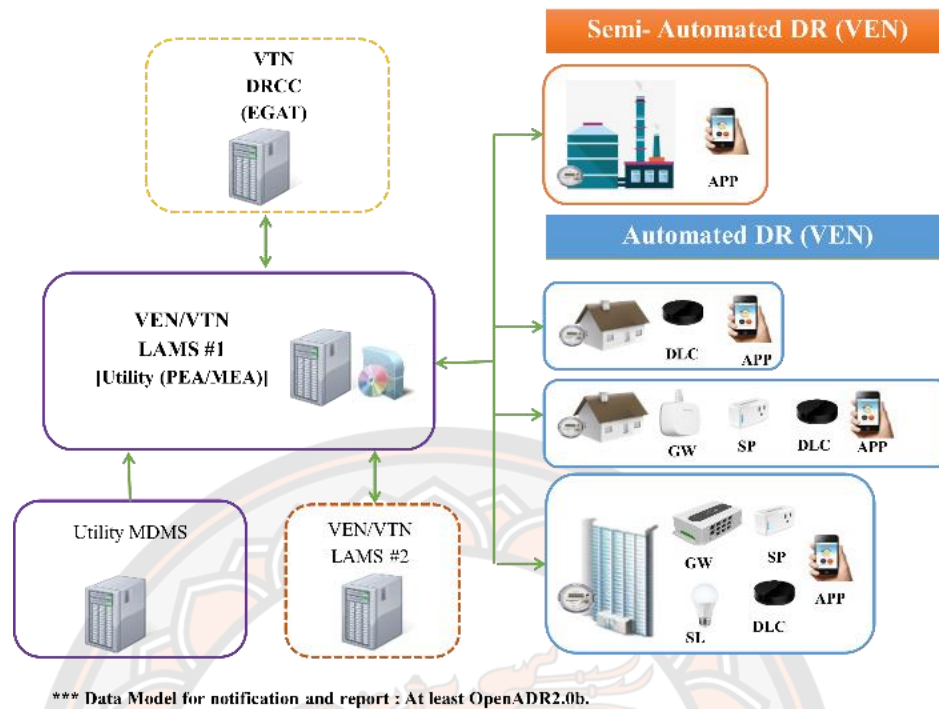 VTN
DRCC
(EGAT)
VEN/VTN
LAMS #1
[Utility (PEA/MEA)]
Utility MDMS
VEN/VTN
LAMS #2
Semi- Automated DR (VEN)
APP
Automated DR (VEN)
DLC
APP
GW
SP
DLC
APP
GW
SP
APP
SL
DLC
*** Data Model for notification and report : At least OpenADR2.0b.